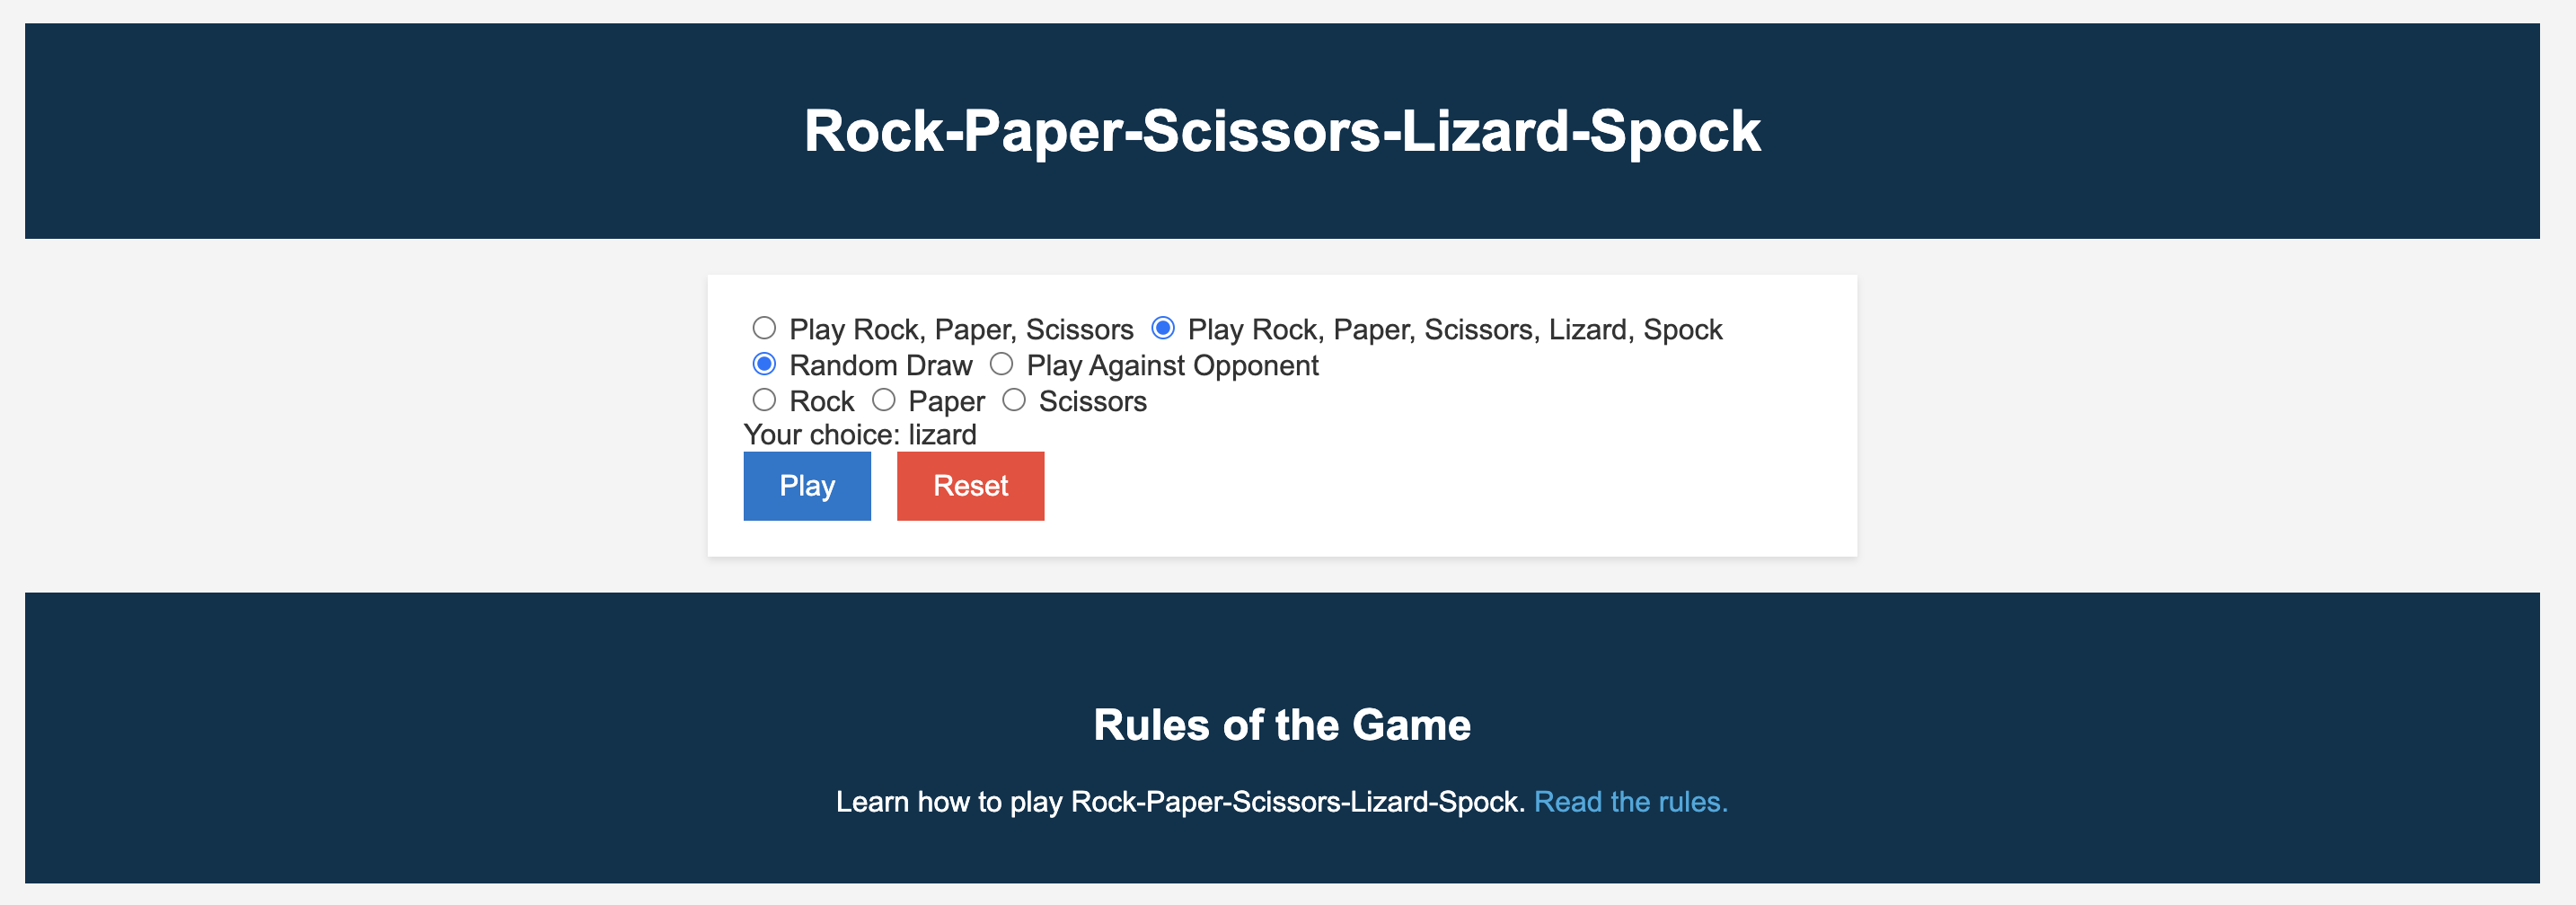 Rock-Paper-Scissors-Lizard-Spock
Play Rock, Paper, Scissors Play Rock, Paper, Scissors, Lizard, Spock
Random Draw Play Against Opponent
Rock Paper Scissors
Your choice: lizard
Play Reset
Rules of the Game
Learn how to play Rock-Paper-Scissors-Lizard-Spock. Read the rules.